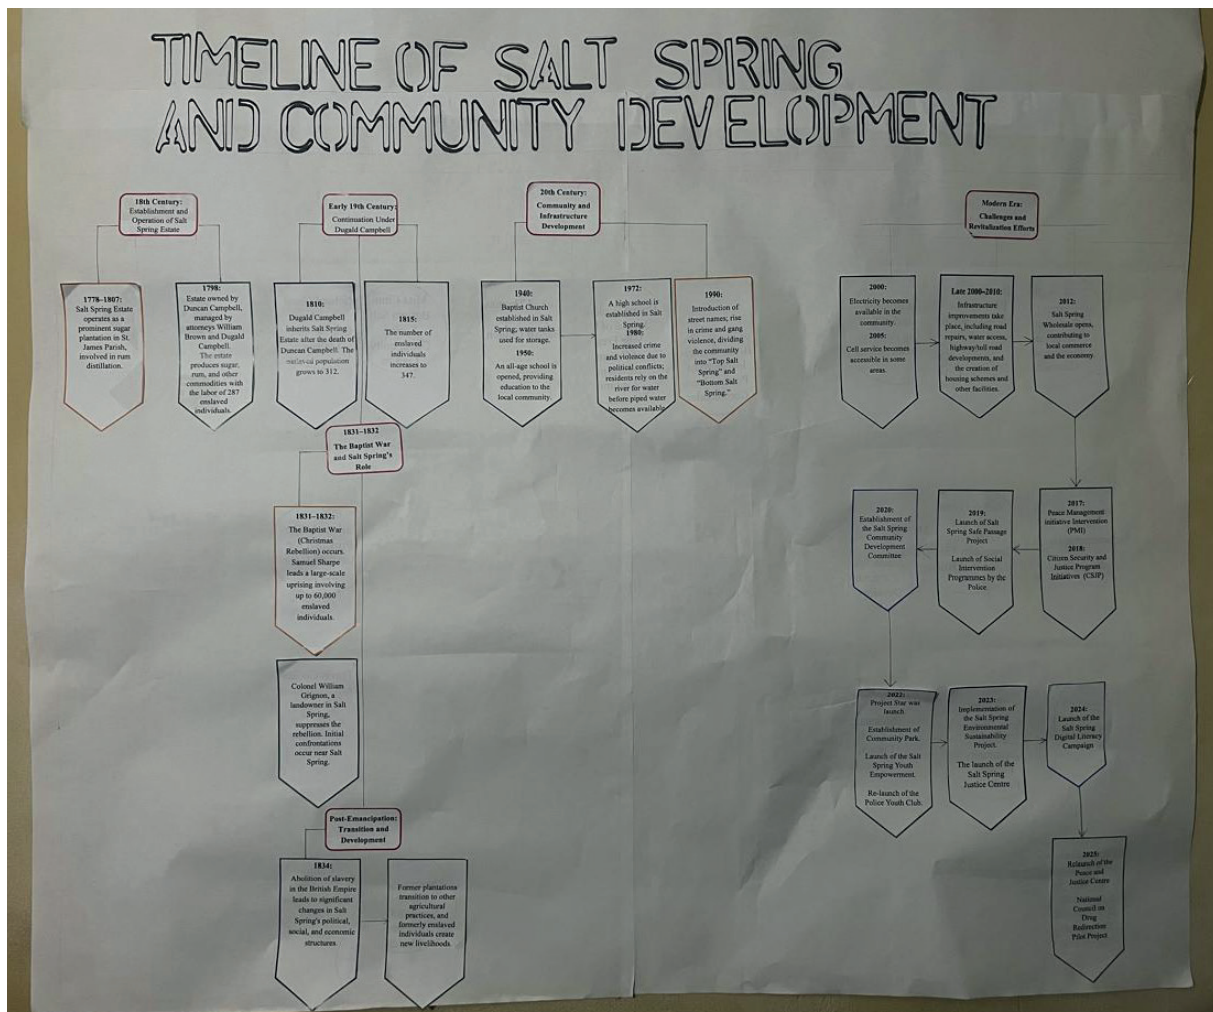 TIMELINE OF SALT SPRING
AND COMMUNITY DEVELOPMENT
18th Century:
Establishment and
Operation of Salt
Spring Estate
1778–1807:
Salt Spring Estate
operates as a
prominent sugar
plantation in St.
James Parish,
involved in rum
distillation.
1798:
Estate owned by
Duncan Campbell,
managed by
attorneys William
Brown and Dugald
Campbell.
The estate
produces sugar,
rum, and other
commodities with
the labor of 287
enslaved
individuals.
Early 19th Century:
Continuation Under
Dugald Campbell
1810:
Dugald Campbell
inherits Salt Spring
Estate after the death of
Duncan Campbell. The
population
grows to 312.
1815:
The number of
enslaved
individuals
increases to
347.
1831–1832
The Baptist War
and Salt Spring's
Role
1831–1832:
The Baptist War
(Christmas
Rebellion) occurs.
Samuel Sharpe
leads a large-scale
uprising involving
up to 60,000
enslaved
individuals.
Colonel William
Grignon, a
landowner in Salt
Spring,
suppresses the
rebellion. Initial
confrontations
occur near Salt
Spring.
Post-Emancipation:
Transition and
Development
1834:
Abolition of slavery
in the British Empire
leads to significant
changes in Salt
Spring's political,
social, and economic
structures
Former plantations
transition to other
agricultural
practices, and
formerly enslaved
individuals create
new livelihoods
20th Century:
Community and
Infrastructure
Development
1940:
Baptist Church
established in Salt
Spring; water tanks
used for storage.
1950:
An all-age school is
opened, providing
education to the
local community.
1972:
A high school is
established in Salt
Spring.
1980:
Increased crime
and violence due to
political conflicts;
residents rely on the
river for water
before piped water
becomes available
1990:
Introduction of
street names; rise
in crime and gang
violence, dividing
the community
into "Top Salt
Spring" and
"Bottom Salt
Spring."
Modern Era:
Challenges and
Revitalization Efforts
2000:
Electricity becomes
available in the
community.
2005:
Cell service becomes
accessible in some
areas.
Late 2000–2010:
Infrastructure
improvements take
place, including road
repairs, water access,
highway/toll road
developments, and
the creation of
housing schemes and
other facilities.
2012:
Salt Spring
Wholesale opens,
contributing to
local commerce
and the economy.
2017:
Peace Management
initiative Intervention
(PMI)
2018:
Citizen Security and
Justice Program
Initiatives (CSJP)
2019:
Launch of Salt
Spring Safe Passage
Project
Launch of Social
Intervention
Programmes by the
Police.
2020:
Establishment of
the Salt Spring
Community
Development
Committee
2022:
Project Star was
launch
Establishment of
Community Park.
Launch of the Salt
Spring Youth
Empowerment.
Re-launch of the
Police Youth Club.
2023:
Implementation of
the Salt Spring
Environmental
Sustainability
Project.
The launch of the
Salt Spring
Justice Centre
2024:
Launch of the
Salt Spring
Digital Literacy
Campaign
2025:
Relaunch of the
Peace and
Justice Centre
National
Council on
Drug
Redirection
Pilot Project